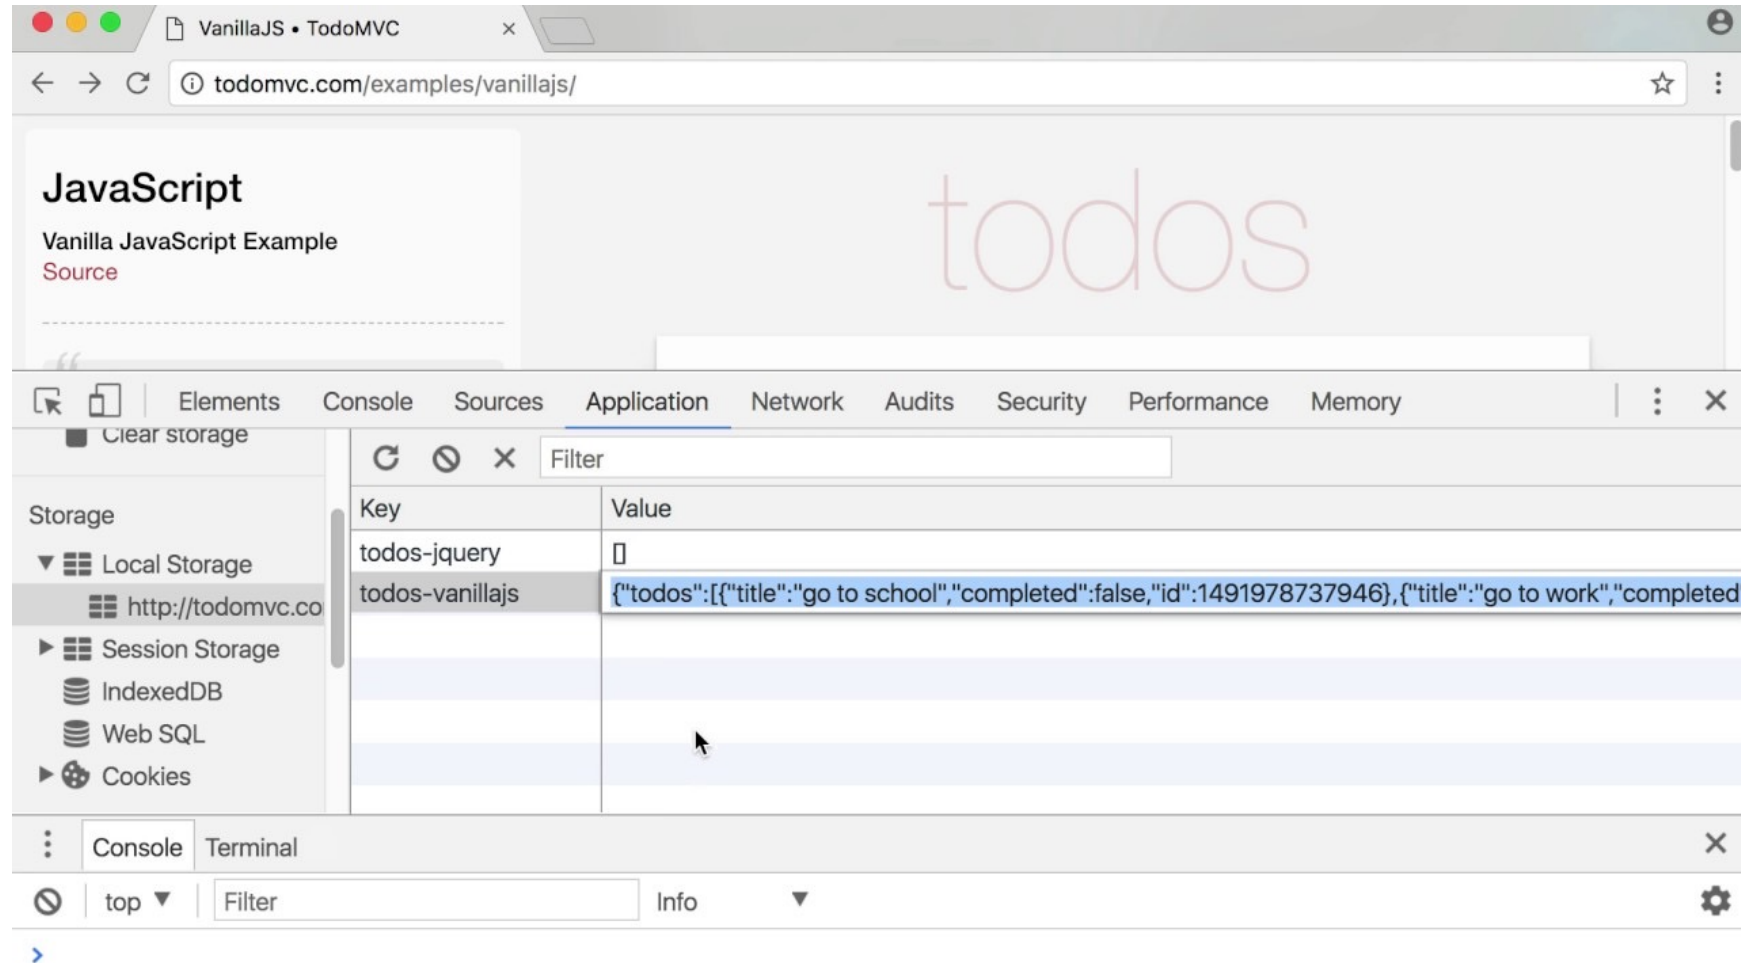 VanillaJS • TodoMVC
todomvc.com/examples/vanillajs/
JavaScript
Vanilla JavaScript Example
Source
todos
“
Elements Console Sources Application Network Audits Security Performance Memory
Clear storage
Filter
Storage
Key Value
Local Storage
todos-jquery []
http://todomvc.co
todos-vanillajs {"todos":[{"title":"go to school","completed":false,"id":1491978737946},{"title":"go to work","completed
Session Storage
IndexedDB
Web SQL
Cookies
Console Terminal
top Filter Info